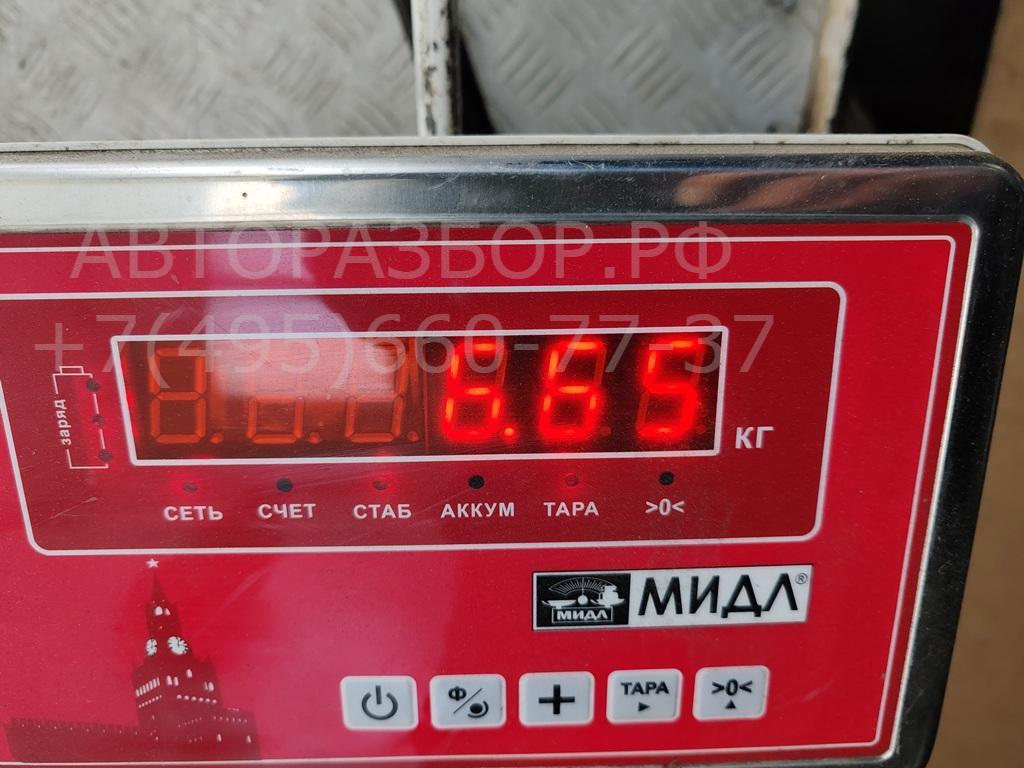 АВТОРАЗБОР.РФ
+7(495)660-77-37
заряд
6.65
КГ
СЕТЬ СЧЕТ СТАБ АККУМ ТАРА >0<
МИДЛ МИДЛ®
Ф/ + ТАРА >0<